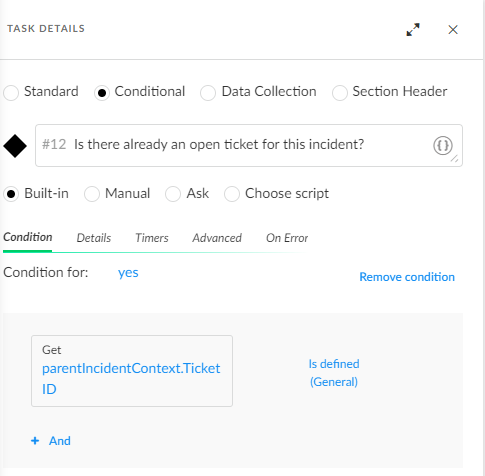 TASK DETAILS
Standard Conditional Data Collection Section Header
#12 Is there already an open ticket for this incident?
{}
Built-in Manual Ask Choose script
Condition Details Timers Advanced On Error
Condition for: yes
Remove condition
Get
parentIncidentContext.Ticket
ID
Is defined
(General)
+ And